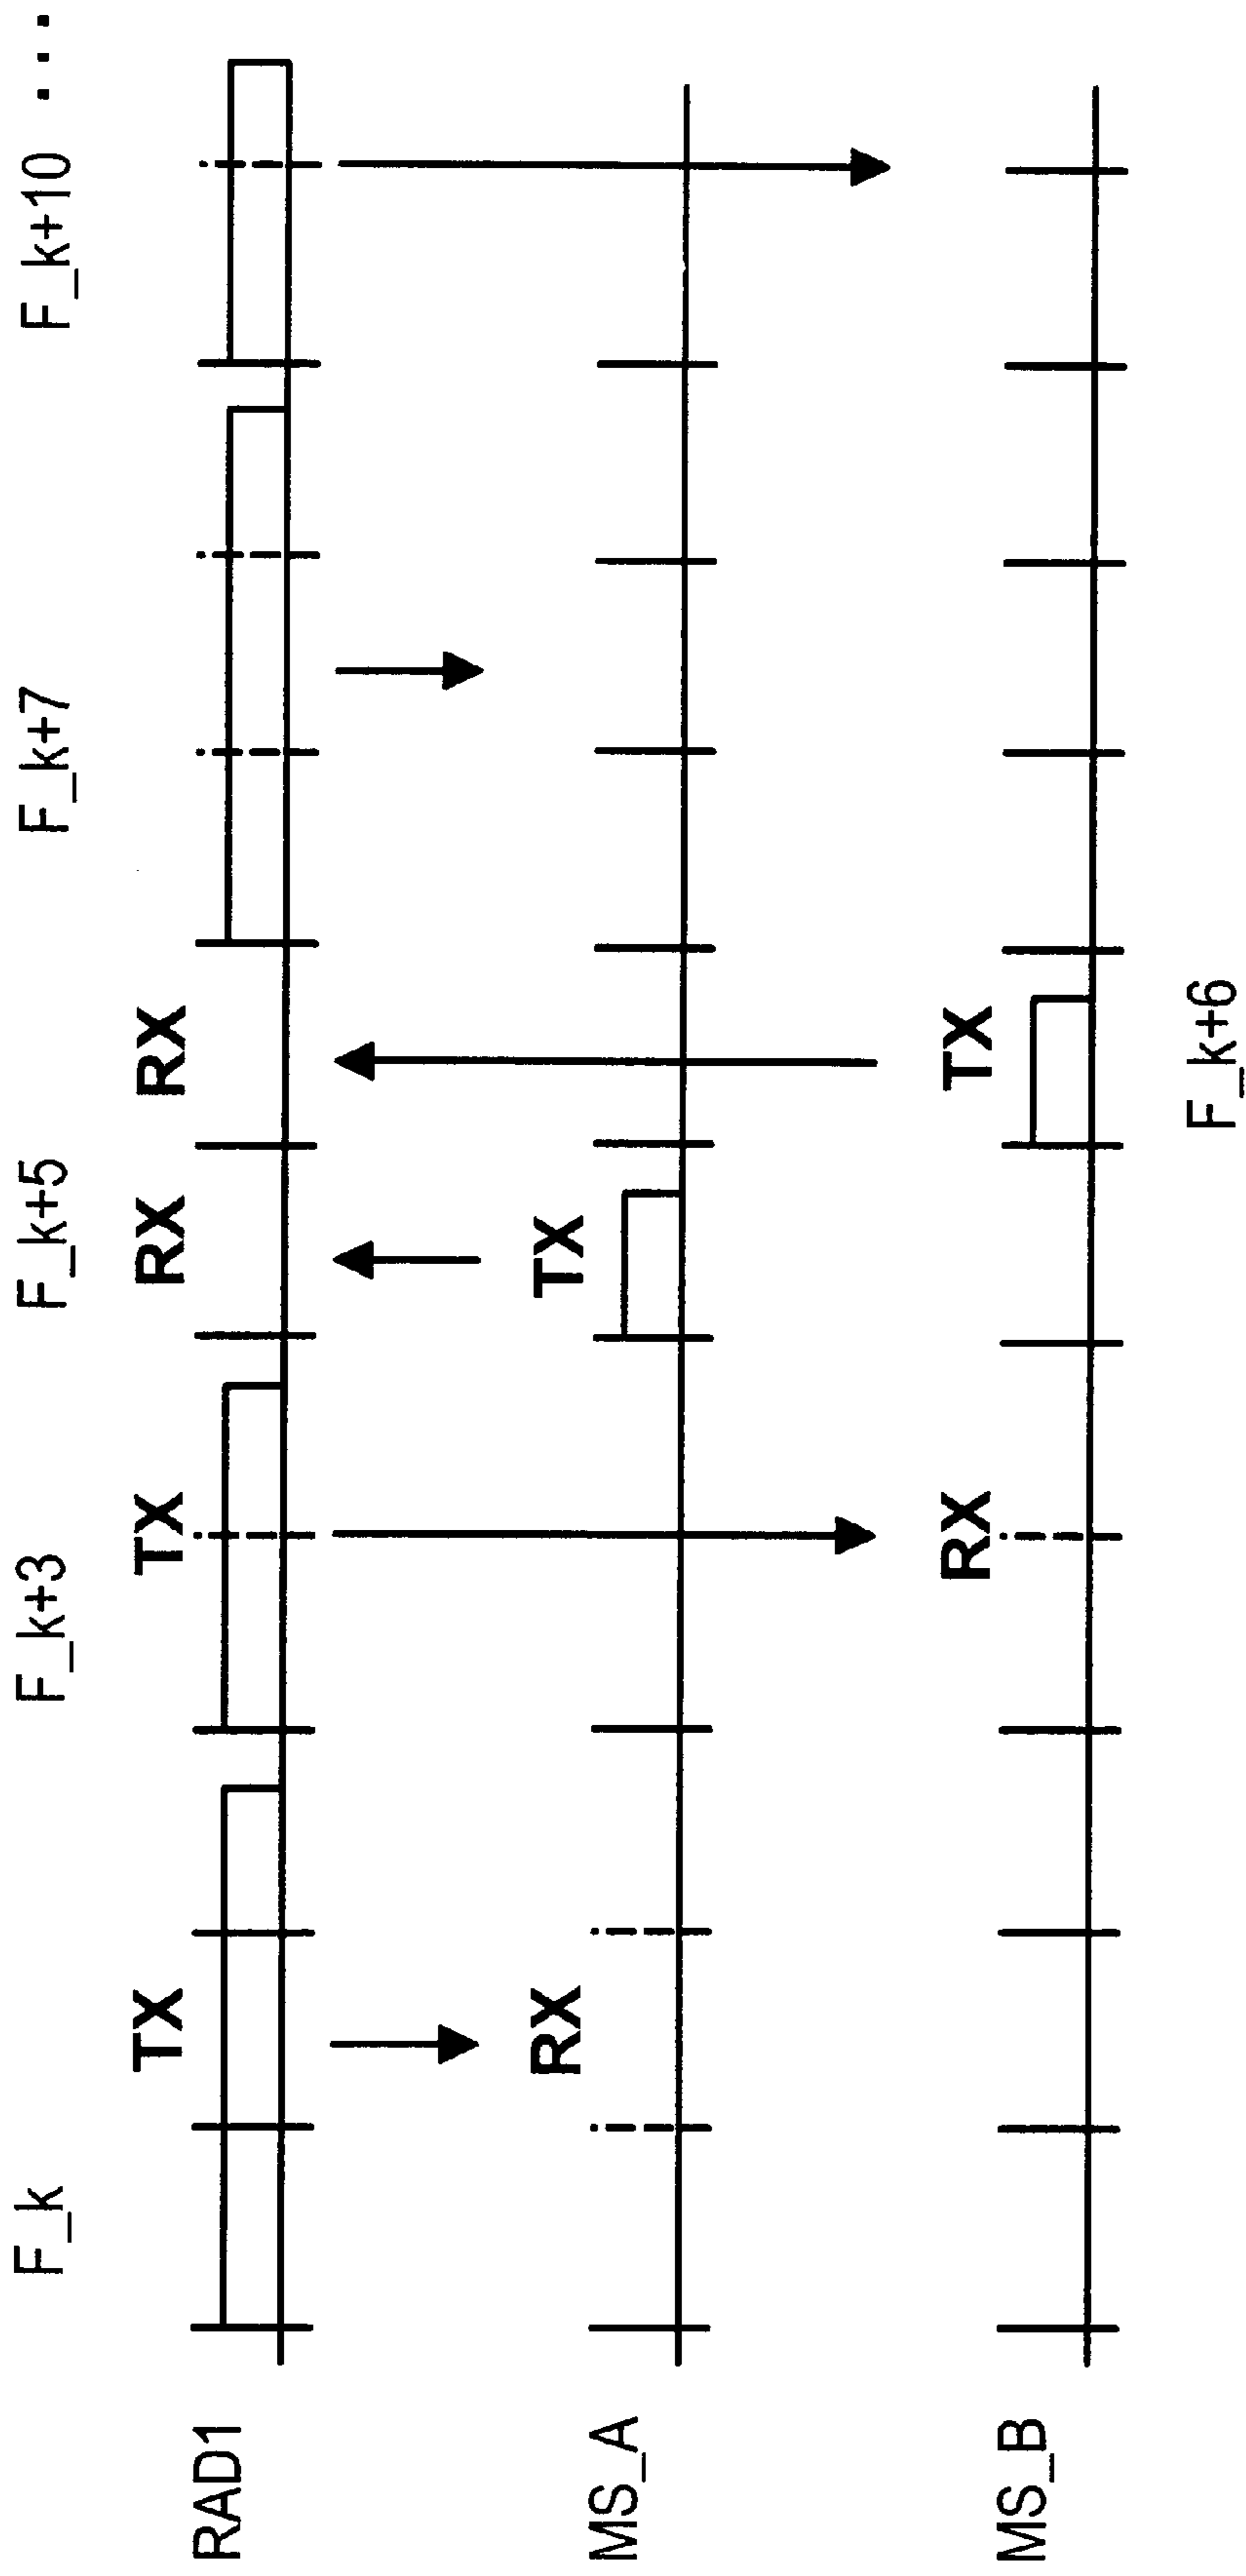 F_k F_k+3 F_k+5 F_k+7 F_k+10 ...
TX TX RX RX
RAD1
RX TX
MS_A
RX TX
MS_B
F_k+6